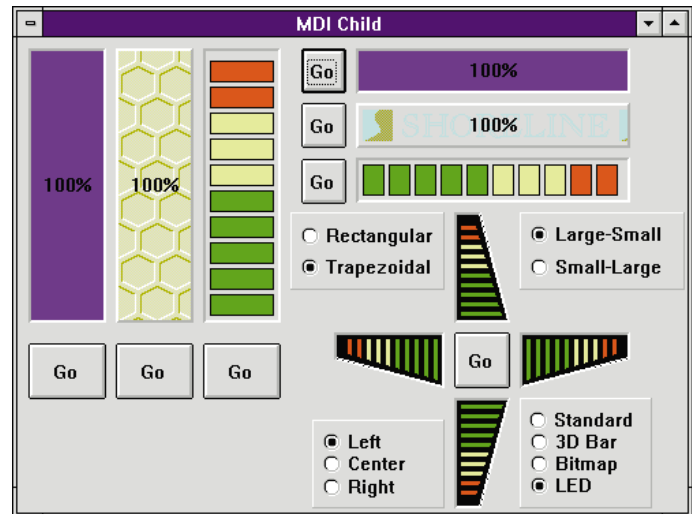 MDI Child
Go
100%
Go
SHORELINE
100%
100%
100%
Go
Rectangular
Trapezoidal
Large-Small
Small-Large
Go
Go
Go
Go
Left
Center
Right
Standard
3D Bar
Bitmap
LED